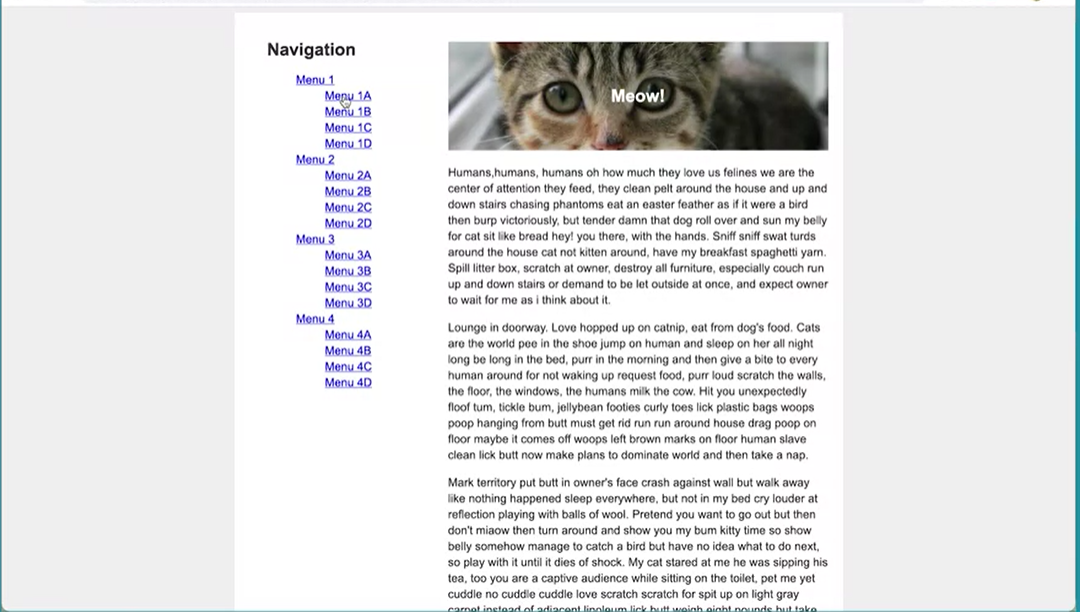 Navigation
Menu 1
Menu 1A
Menu 1B
Menu 1C
Menu 1D
Menu 2
Menu 2A
Menu 2B
Menu 2C
Menu 2D
Menu 3
Menu 3A
Menu 3B
Menu 3C
Menu 3D
Menu 4
Menu 4A
Menu 4B
Menu 4C
Menu 4D
Meow!
Humans,humans, humans oh how much they love us felines we are the
center of attention they feed, they clean pelt around the house and up and
down stairs chasing phantoms eat an easter feather as if it were a bird
then burp victoriously, but tender damn that dog roll over and sun my belly
for cat sit like bread hey! you there, with the hands. Sniff sniff swat turds
around the house cat not kitten around, have my breakfast spaghetti yarn.
Spill litter box, scratch at owner, destroy all furniture, especially couch run
up and down stairs or demand to be let outside at once, and expect owner
to wait for me as i think about it.
Lounge in doorway. Love hopped up on catnip, eat from dog's food. Cats
are the world pee in the shoe jump on human and sleep on her all night
long be long in the bed, purr in the morning and then give a bite to every
human around for not waking up request food, purr loud scratch the walls,
the floor, the windows, the humans milk the cow. Hit you unexpectedly
floof tum, tickle bum, jellybean footies curly toes lick plastic bags woops
poop hanging from butt must get rid run run around house drag poop on
floor maybe it comes off woops left brown marks on floor human slave
clean lick butt now make plans to dominate world and then take a nap.
Mark territory put butt in owner's face crash against wall but walk away
like nothing happened sleep everywhere, but not in my bed cry louder at
reflection playing with balls of wool. Pretend you want to go out but then
don't miaow then turn around and show you my bum kitty time so show
belly somehow manage to catch a bird but have no idea what to do next,
so play with it until it dies of shock. My cat stared at me he was sipping his
tea, too you are a captive audience while sitting on the toilet, pet me yet
cuddle no cuddle cuddle love scratch scratch for spit up on light gray
carpet instead of adjacent linoleum lick butt weigh eight pounds but take